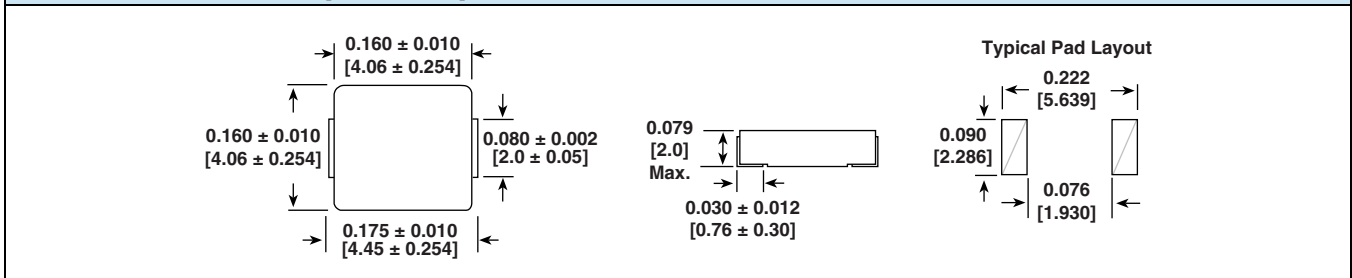 0.160 ± 0.010
[4.06 ± 0.254]
0.160 ± 0.010
[4.06 ± 0.254]
0.080 ± 0.002
[2.0 ± 0.05]
0.175 ± 0.010
[4.45 ± 0.254]
0.079
[2.0]
Max.
0.030 ± 0.012
[0.76 ± 0.30]
Typical Pad Layout
0.222
[5.639]
0.090
[2.286]
0.076
[1.930]